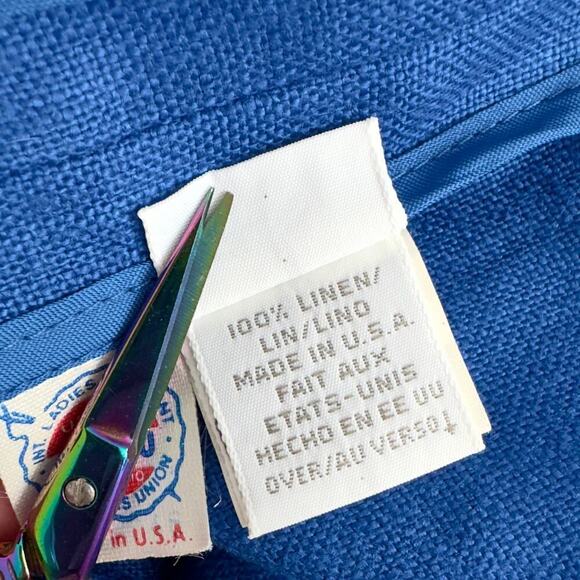 100% LINEN/
LIN/LINO
MADE IN U.S.A.
FAIT AUX
ETATS-UNIS
HECHO EN EE UU
OVER/AU VERSO
INT. LADIES
UNION
in U.S.A.